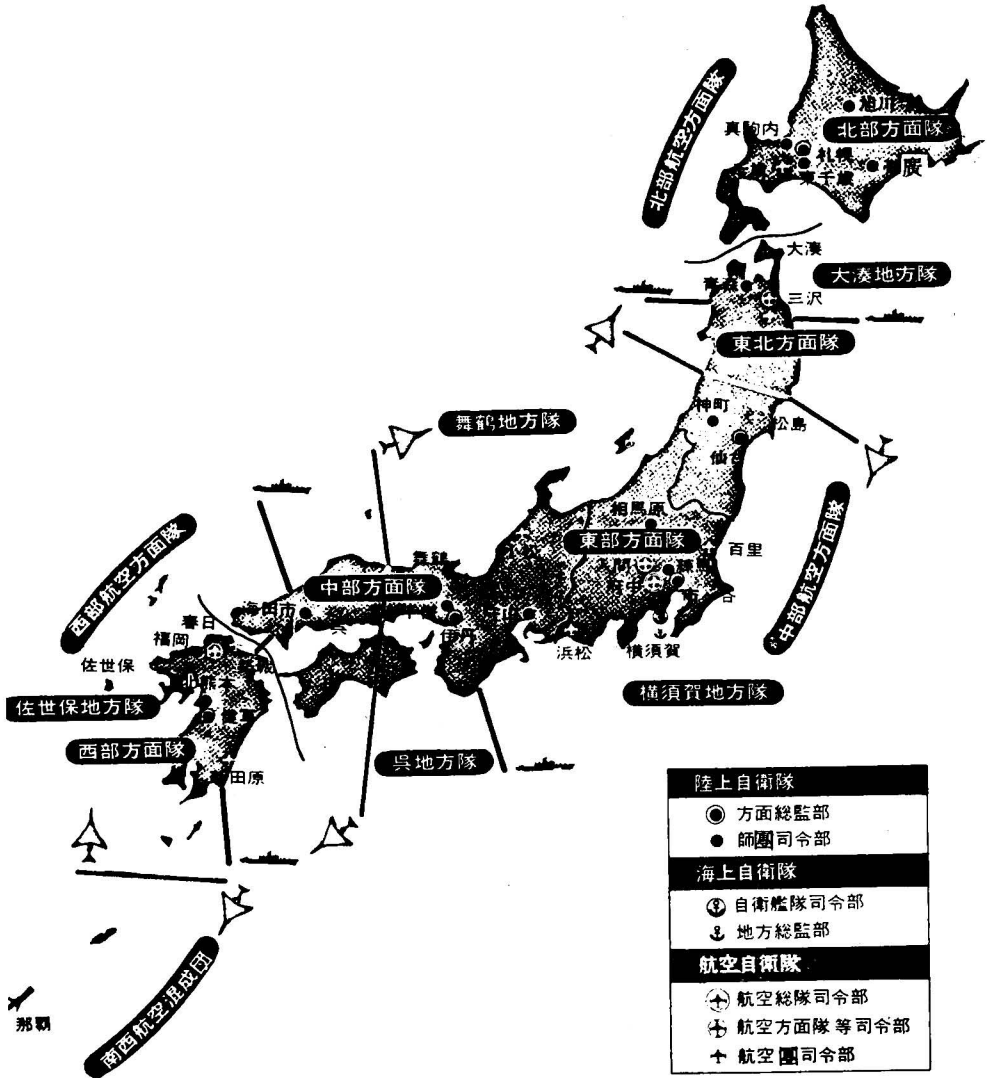 北部航空方面隊
旭川
北部方面隊
真駒内
札幌
東千歳
廣
大湊
大湊地方隊
青森
三沢
東北方面隊
神町
松島
仙台
舞鶴地方隊
相馬原
東部方面隊
百里
中部航空方面隊
西部航空方面隊
舞鶴
中部方面隊
海田市
呉
伊丹
浜松
横須賀
春日
福岡
佐世保
北熊本
佐世保地方隊
横須賀地方隊
西部方面隊
呉地方隊
田原
南西航空混成団
那覇
陸上自衛隊
方面総監部
師團司令部
海上自衛隊
自衛艦隊司令部
地方総監部
航空自衛隊
航空総隊司令部
航空方面隊等司令部
航空團司令部